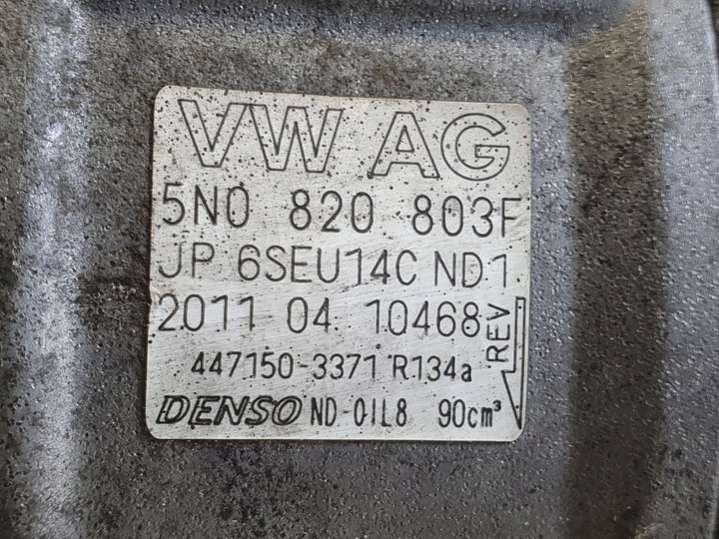 VW AG
5N0 820 803F
JP 6SEU14C ND1
2011 04 10468
REV
447150-3371 R134a
DENSO ND-OIL8 90cm³